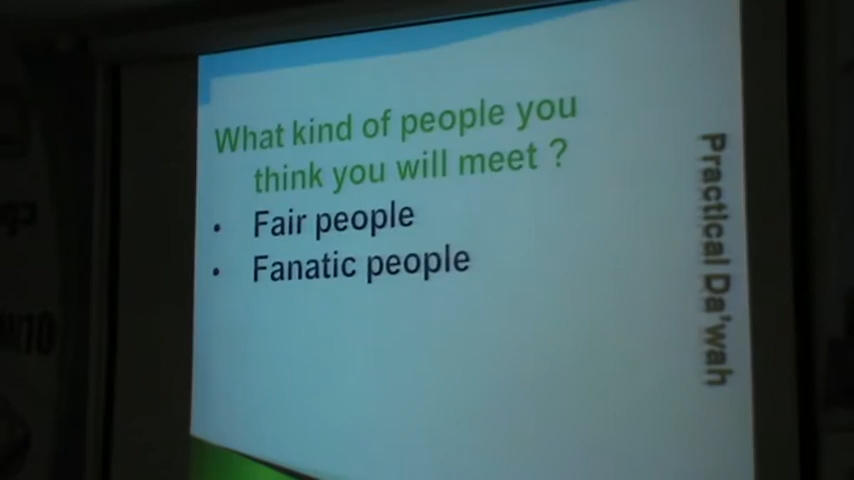 What kind of people you
think you will meet ?
• Fair people
• Fanatic people
Practical Da'wah